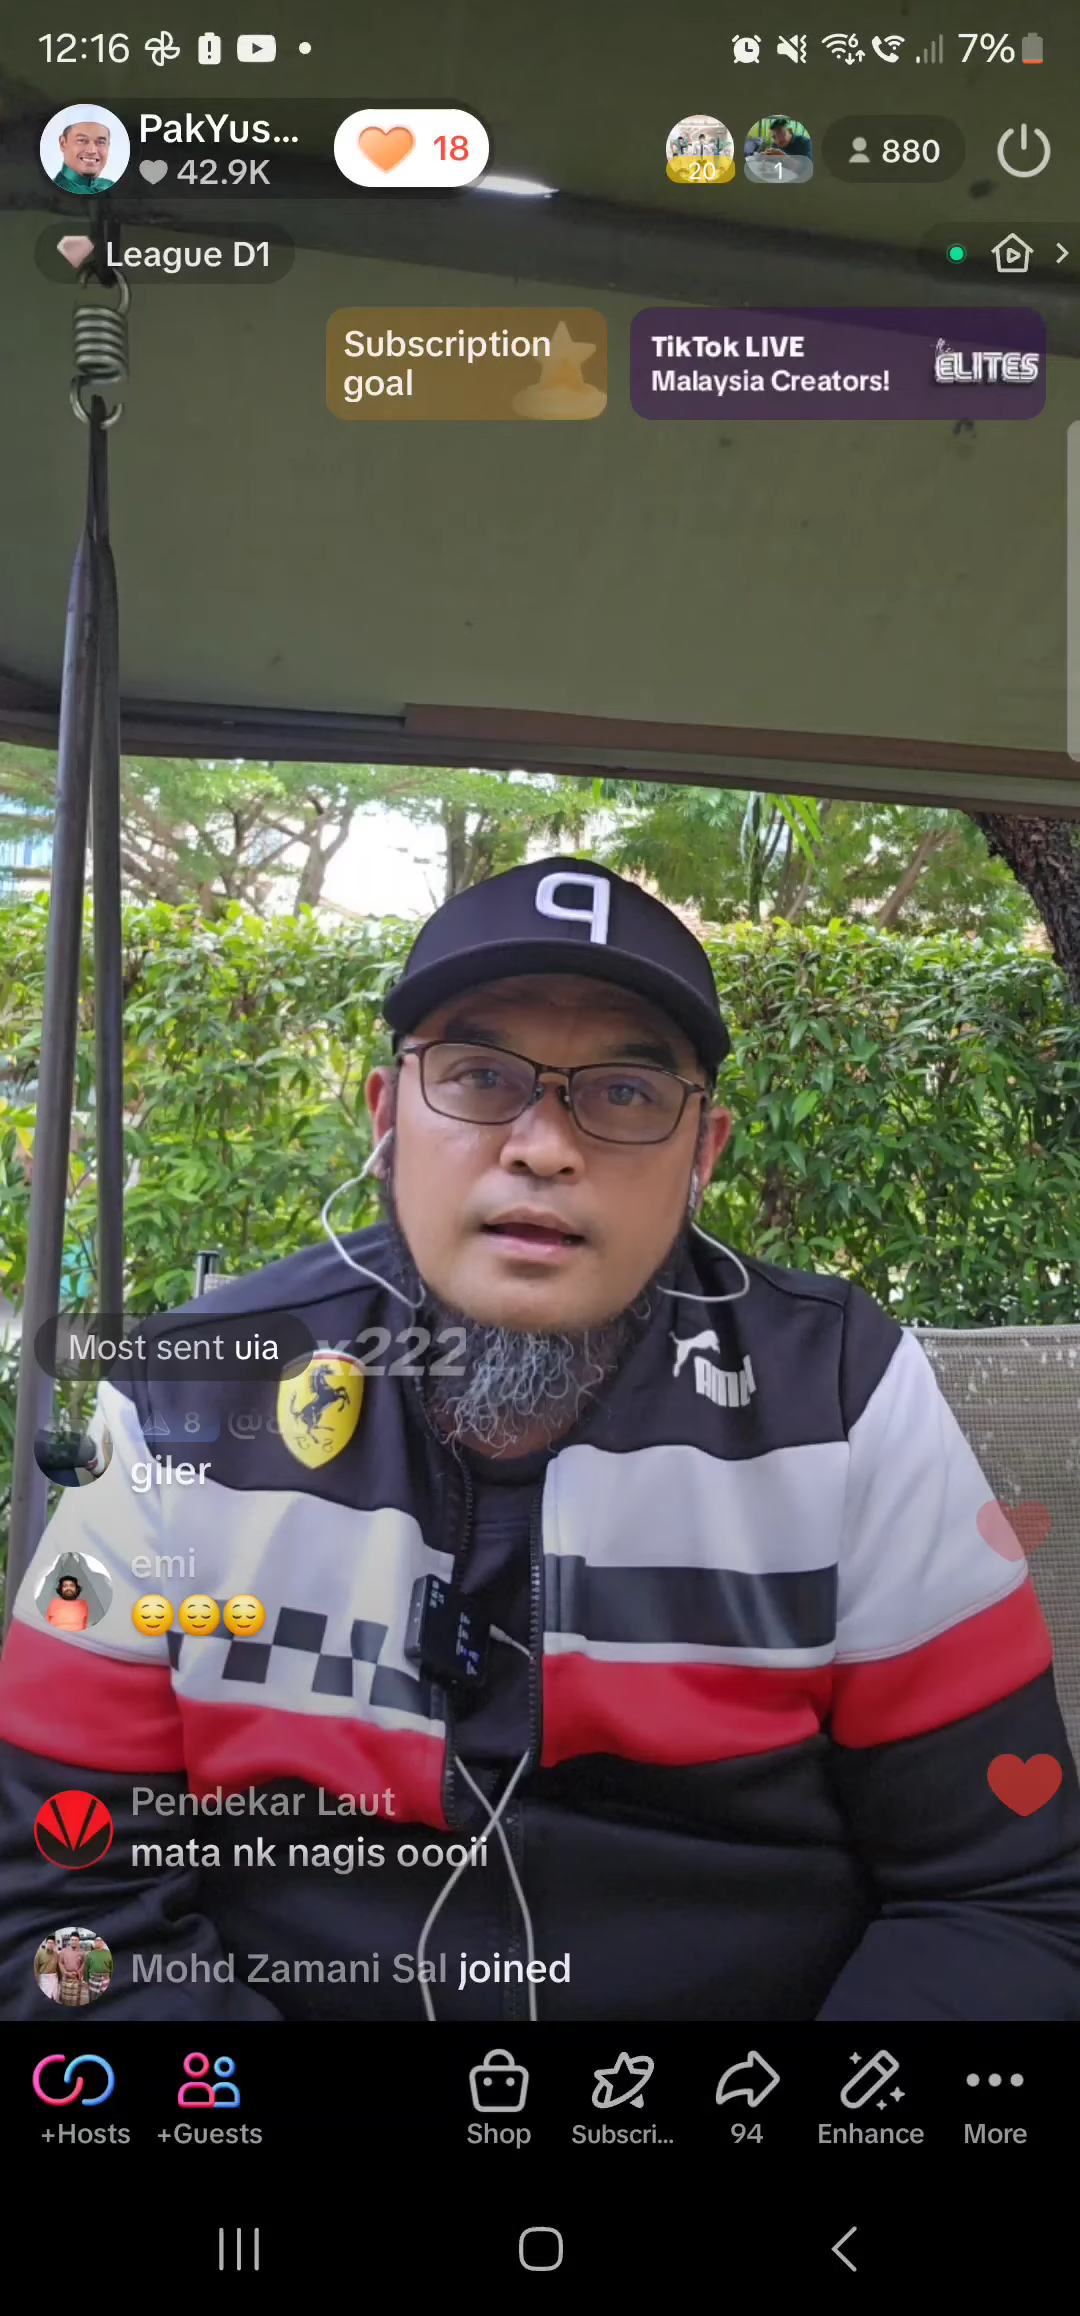 12:16
7%
PakYus...
42.9K
18
20
1
880
League D1
Subscription
goal
TikTok LIVE
Malaysia Creators!
ELITES
Most sent uia
x222
8
giler
emi
😌😌😌
Pendekar Laut
mata nk nagis oooii
Mohd Zamani Sal joined
+Hosts
+Guests
Shop
Subscri...
94
Enhance
More